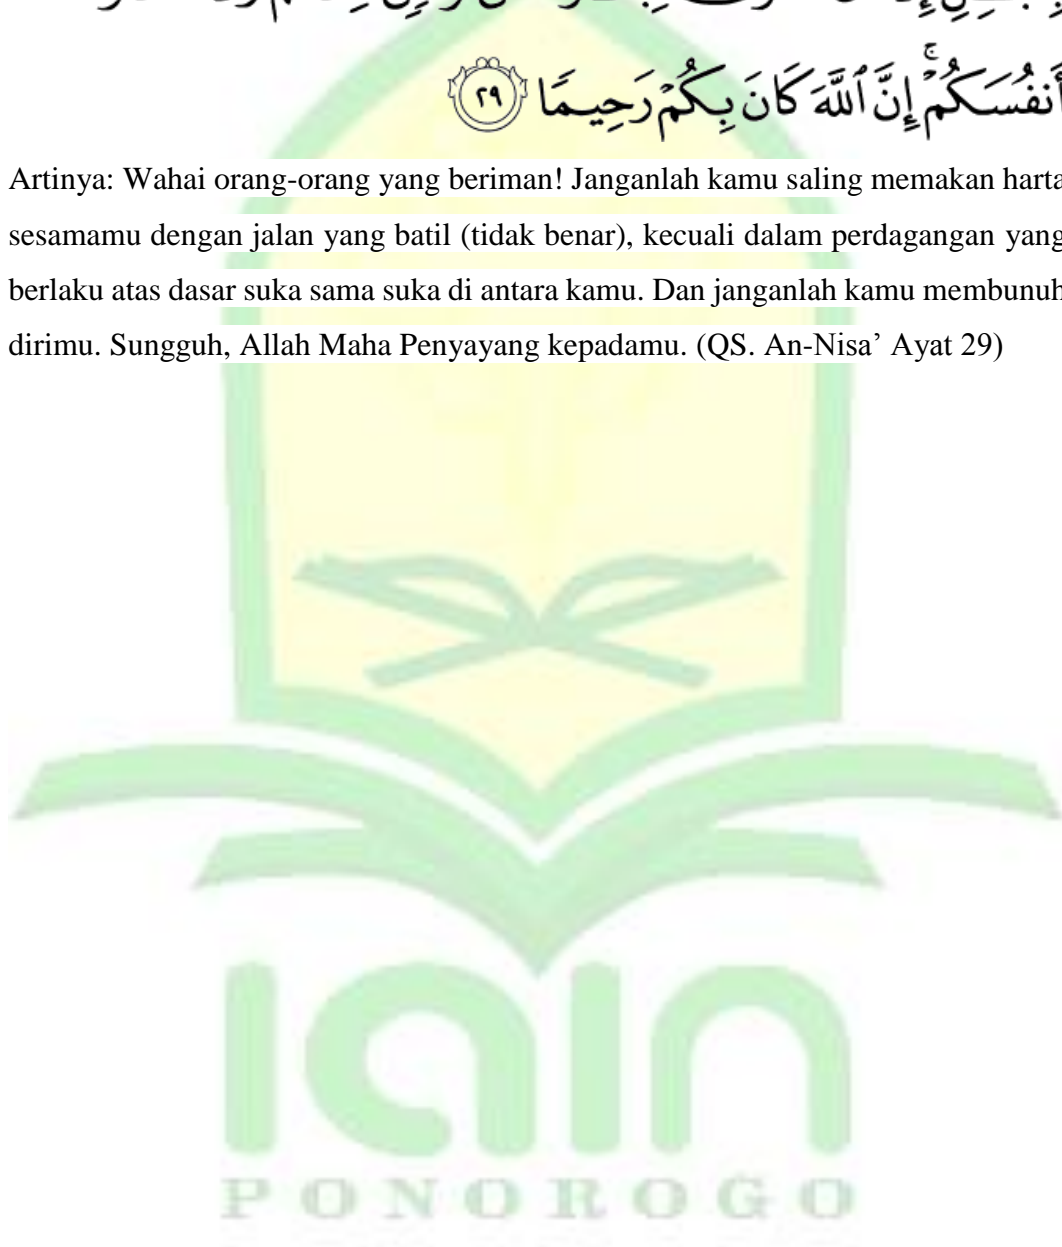 أَنفُسَكُمْۚ إِنَّ ٱللَّهَ كَانَ بِكُمْ رَحِيمًا ٢٩
Artinya: Wahai orang-orang yang beriman! Janganlah kamu saling memakan harta
sesamamu dengan jalan yang batil (tidak benar), kecuali dalam perdagangan yang
berlaku atas dasar suka sama suka di antara kamu. Dan janganlah kamu membunuh
dirimu. Sungguh, Allah Maha Penyayang kepadamu. (QS. An-Nisa’ Ayat 29)
iain
PONOROGO